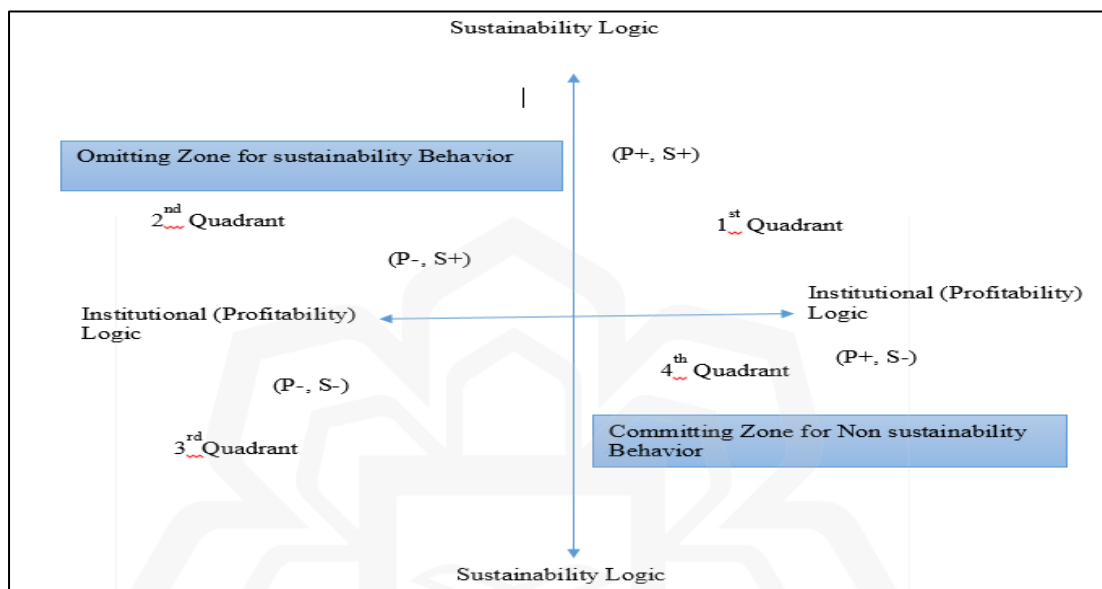 Sustainability Logic
Omitting Zone for sustainability Behavior
(P+, S+)
2nd Quadrant
1st Quadrant
(P-, S+)
Institutional (Profitability)
Logic
Institutional (Profitability)
Logic
(P-, S-)
4th Quadrant
(P+, S-)
3rd Quadrant
Committing Zone for Non sustainability
Behavior
Sustainability Logic